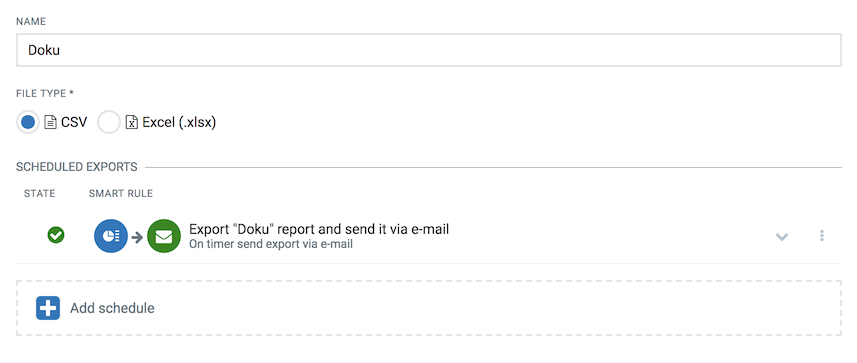 NAME
Doku
FILE TYPE *
CSV Excel (.xlsx)
SCHEDULED EXPORTS
STATE SMART RULE
Export "Doku" report and send it via e-mail
On timer send export via e-mail
Add schedule